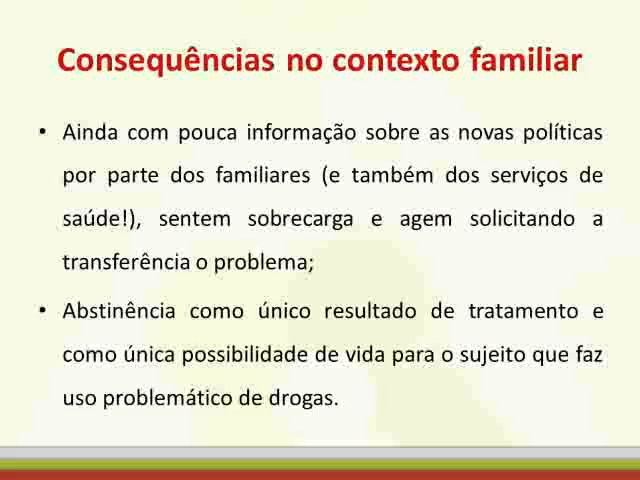 Consequências no contexto familiar
• Ainda com pouca informação sobre as novas políticas
por parte dos familiares (e também dos serviços de
saúde!), sentem sobrecarga e agem solicitando a
transferência o problema;
• Abstinência como único resultado de tratamento e
como única possibilidade de vida para o sujeito que faz
uso problemático de drogas.